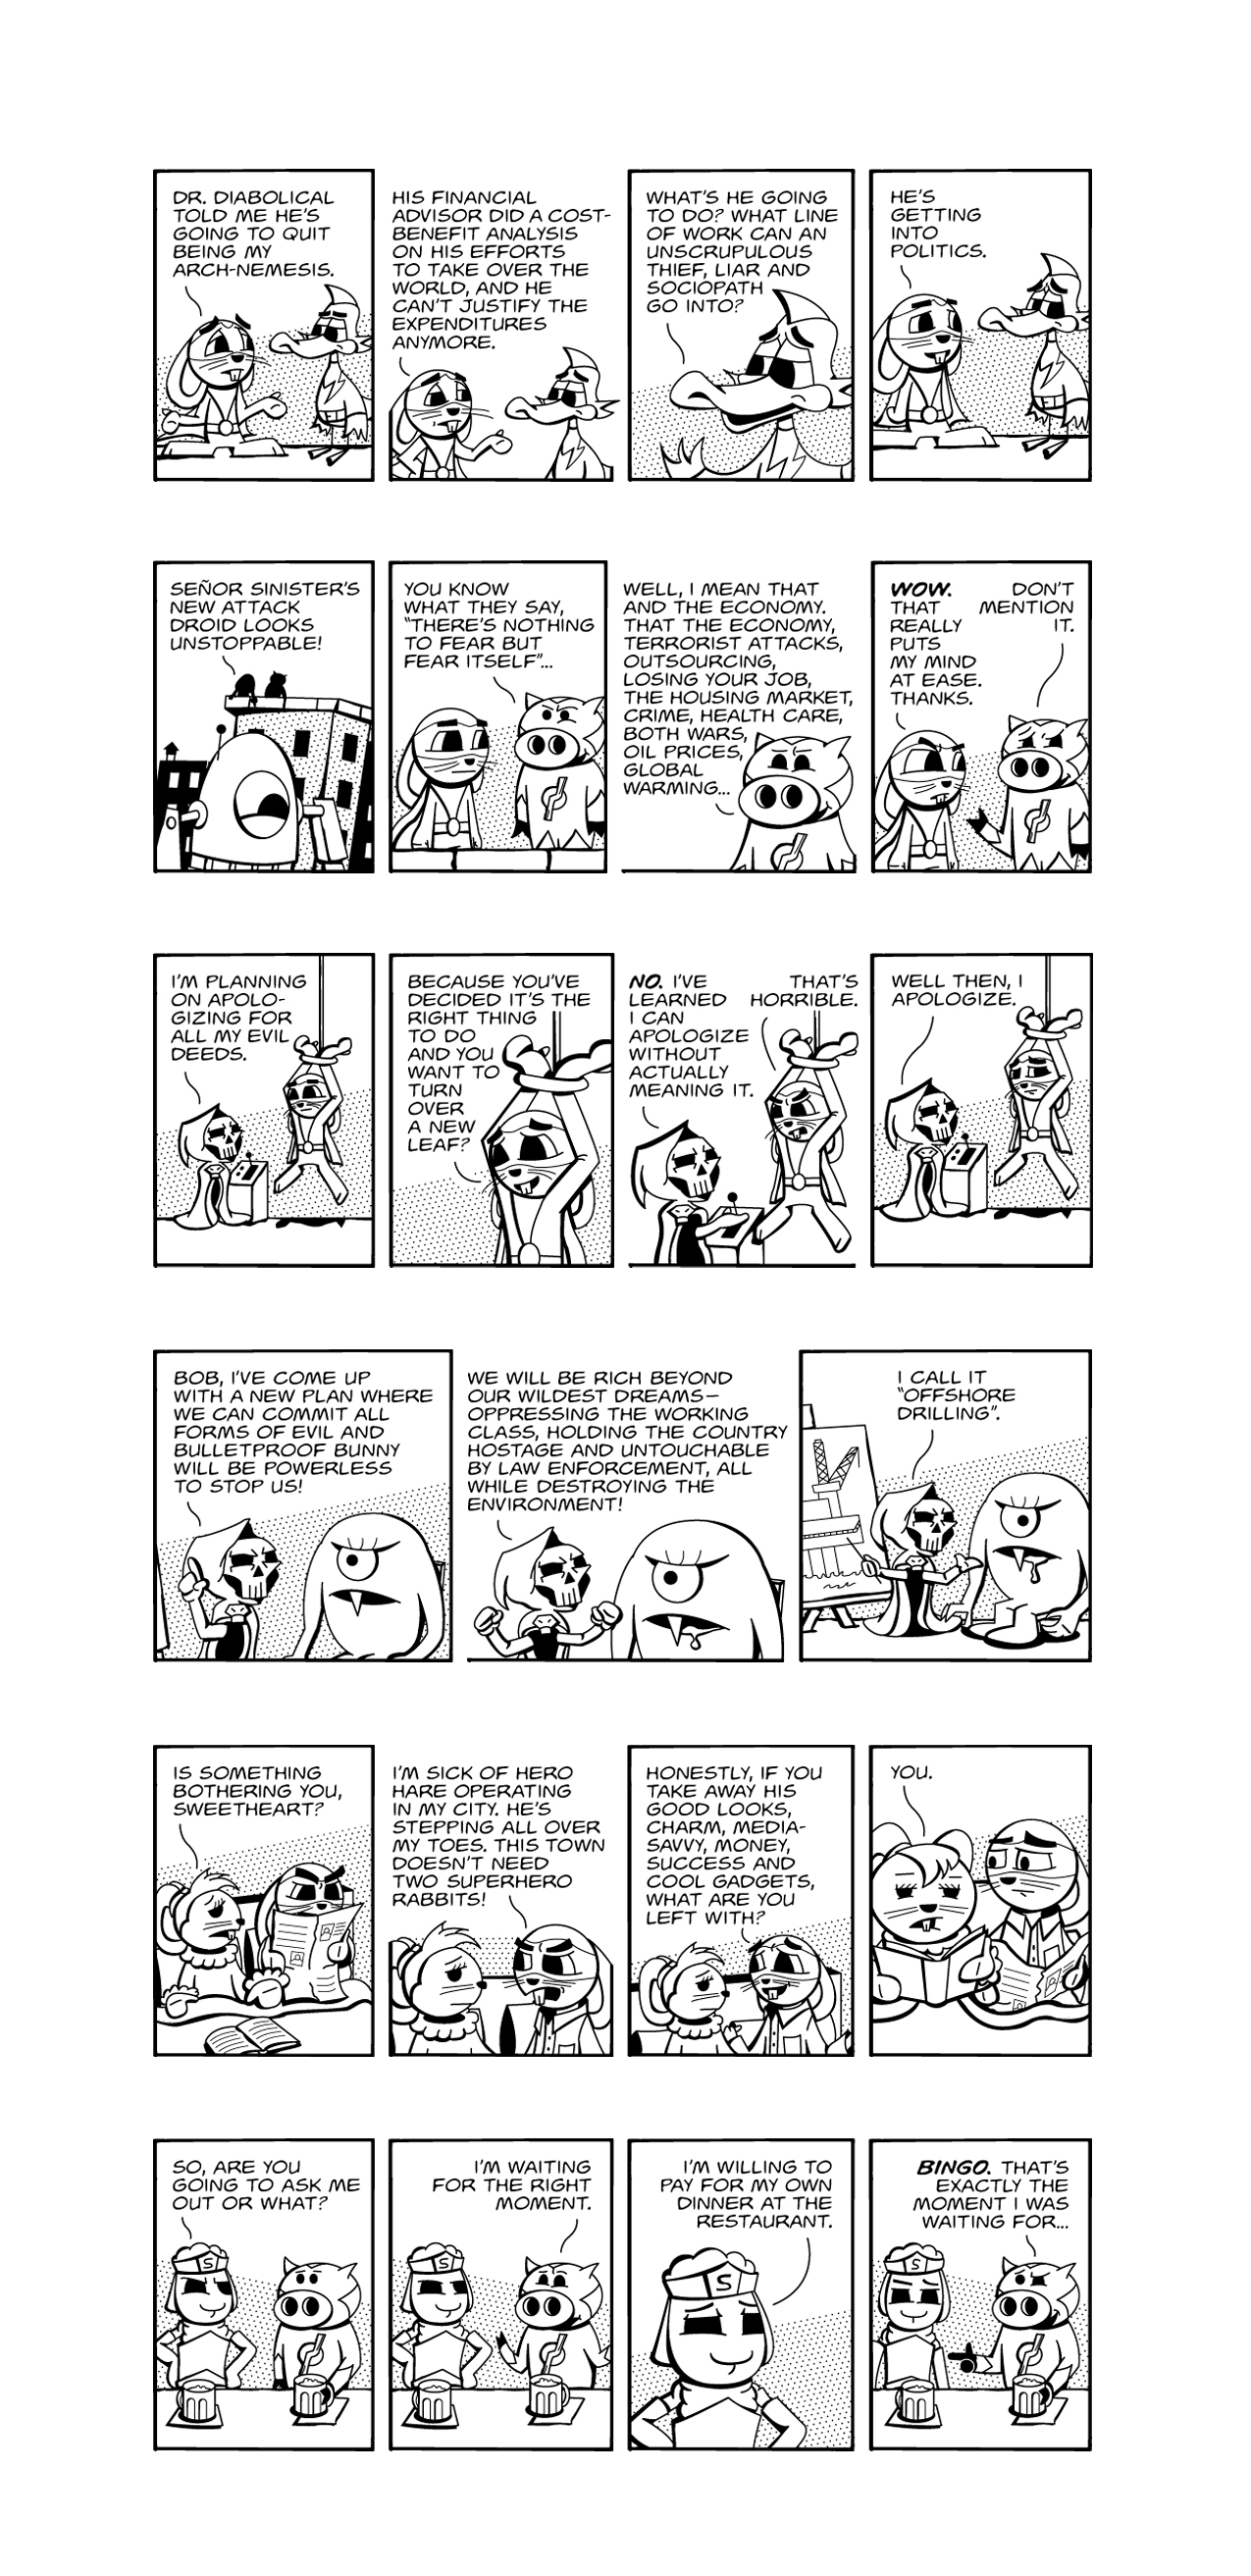 DR. DIABOLICAL
TOLD ME HE'S
GOING TO QUIT
BEING MY
ARCH-NEMESIS.
HIS FINANCIAL
ADVISOR DID A COST-
BENEFIT ANALYSIS
ON HIS EFFORTS
TO TAKE OVER THE
WORLD, AND HE
CAN'T JUSTIFY THE
EXPENDITURES
ANYMORE.
WHAT'S HE GOING
TO DO? WHAT LINE
OF WORK CAN AN
UNSCRUPULOUS
THIEF, LIAR AND
SOCIOPATH
GO INTO?
HE'S
GETTING
INTO
POLITICS.
SEÑOR SINISTER'S
NEW ATTACK
DROID LOOKS
UNSTOPPABLE!
YOU KNOW
WHAT THEY SAY,
"THERE'S NOTHING
TO FEAR BUT
FEAR ITSELF"...
WELL, I MEAN THAT
AND THE ECONOMY.
THAT THE ECONOMY,
TERRORIST ATTACKS,
OUTSOURCING,
LOSING YOUR JOB,
THE HOUSING MARKET,
CRIME, HEALTH CARE,
BOTH WARS,
OIL PRICES,
GLOBAL
WARMING...
WOW.
THAT
REALLY
PUTS
MY MIND
AT EASE.
THANKS.
DON'T
MENTION
IT.
I'M PLANNING
ON APOLO-
GIZING FOR
ALL MY EVIL
DEEDS.
BECAUSE YOU'VE
DECIDED IT'S THE
RIGHT THING
TO DO
AND YOU
WANT TO
TURN
OVER
A NEW
LEAF?
NO. I'VE
LEARNED
I CAN
APOLOGIZE
WITHOUT
ACTUALLY
MEANING IT.
THAT'S
HORRIBLE.
WELL THEN, I
APOLOGIZE.
BOB, I'VE COME UP
WITH A NEW PLAN WHERE
WE CAN COMMIT ALL
FORMS OF EVIL AND
BULLETPROOF BUNNY
WILL BE POWERLESS
TO STOP US!
WE WILL BE RICH BEYOND
OUR WILDEST DREAMS—
OPPRESSING THE WORKING
CLASS, HOLDING THE COUNTRY
HOSTAGE AND UNTOUCHABLE
BY LAW ENFORCEMENT, ALL
WHILE DESTROYING THE
ENVIRONMENT!
I CALL IT
"OFFSHORE
DRILLING".
IS SOMETHING
BOTHERING YOU,
SWEETHEART?
I'M SICK OF HERO
HARE OPERATING
IN MY CITY. HE'S
STEPPING ALL OVER
MY TOES. THIS TOWN
DOESN'T NEED
TWO SUPERHERO
RABBITS!
HONESTLY, IF YOU
TAKE AWAY HIS
GOOD LOOKS,
CHARM, MEDIA-
SAVVY, MONEY,
SUCCESS AND
COOL GADGETS,
WHAT ARE YOU
LEFT WITH?
YOU.
SO, ARE YOU
GOING TO ASK ME
OUT OR WHAT?
S
I'M WAITING
FOR THE RIGHT
MOMENT.
S
I'M WILLING TO
PAY FOR MY OWN
DINNER AT THE
RESTAURANT.
S
BINGO. THAT'S
EXACTLY THE
MOMENT I WAS
WAITING FOR...
S